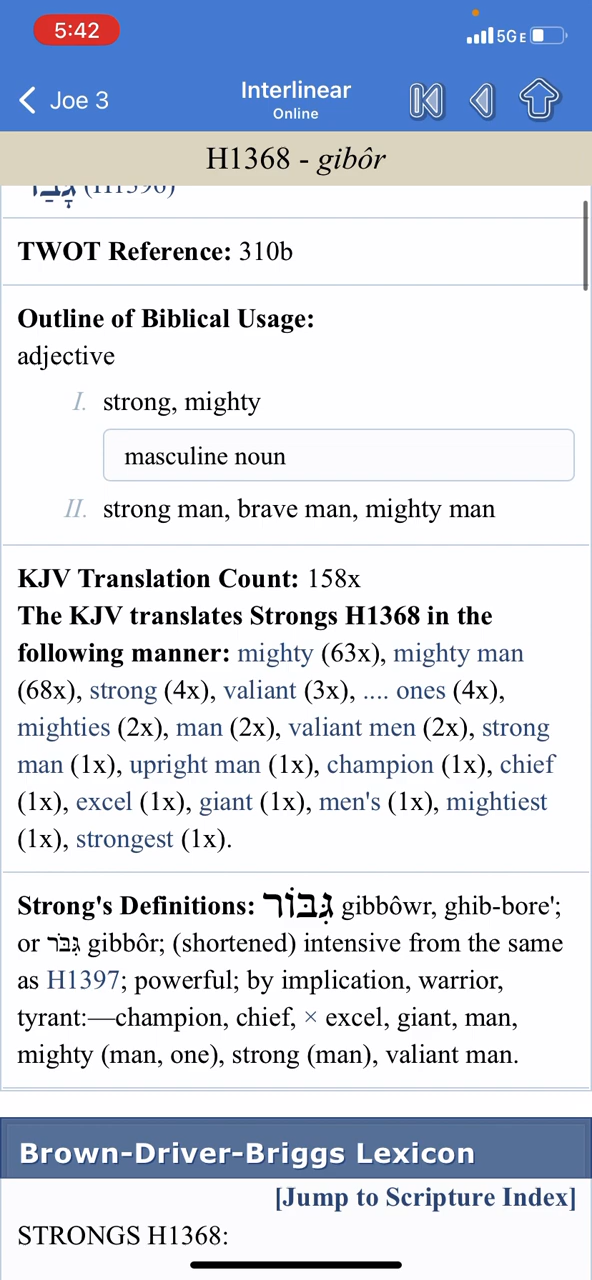 5:42
5G E
Joe 3
Interlinear
Online
H1368 - gibôr
TWOT Reference: 310b
Outline of Biblical Usage:
adjective
I. strong, mighty
masculine noun
II. strong man, brave man, mighty man
KJV Translation Count: 158x
The KJV translates Strongs H1368 in the
following manner: mighty (63x), mighty man
(68x), strong (4x), valiant (3x), .... ones (4x),
mighties (2x), man (2x), valiant men (2x), strong
man (1x), upright man (1x), champion (1x), chief
(1x), excel (1x), giant (1x), men's (1x), mightiest
(1x), strongest (1x).
Strong's Definitions: גִּבּוֹר gibbôwr, ghib-bore';
or גִּבֹּר gibbôr; (shortened) intensive from the same
as H1397; powerful; by implication, warrior,
tyrant:—champion, chief, × excel, giant, man,
mighty (man, one), strong (man), valiant man.
Brown-Driver-Briggs Lexicon
[Jump to Scripture Index]
STRONGS H1368: